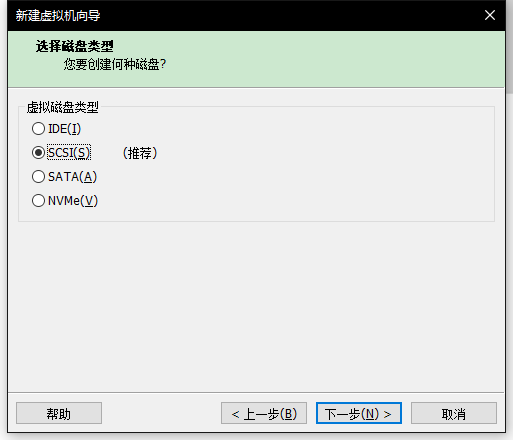 新建虚拟机向导
选择磁盘类型
您要创建何种磁盘?
虚拟磁盘类型
IDE(I)
SCSI(S) （推荐）
SATA(A)
NVMe(V)
帮助 < 上一步(B) 下一步(N) > 取消